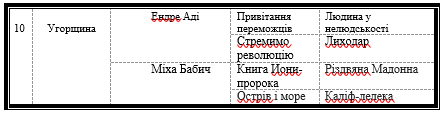 10 Угорщина Ендре Аді Привітання переможців Людина у нелюдськості
Стремимо революцію Лиходар
Міха Бабич Книга Йони-пророка Різдвяна Мадонна
Острів і море Каліф-лелека